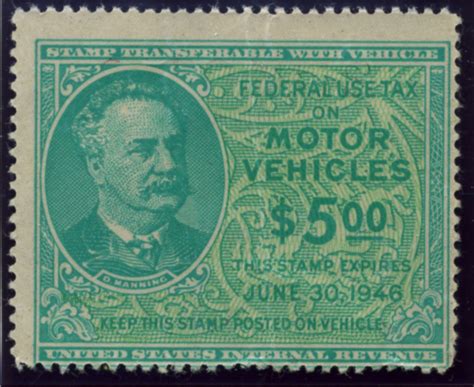 STAMP TRANSFERABLE WITH VEHICLE
FEDERAL USE TAX
ON
MOTOR
VEHICLES
$5.00
THIS STAMP EXPIRES
JUNE 30, 1946
KEEP THIS STAMP POSTED ON VEHICLE
D MANNING
UNITED STATES INTERNAL REVENUE